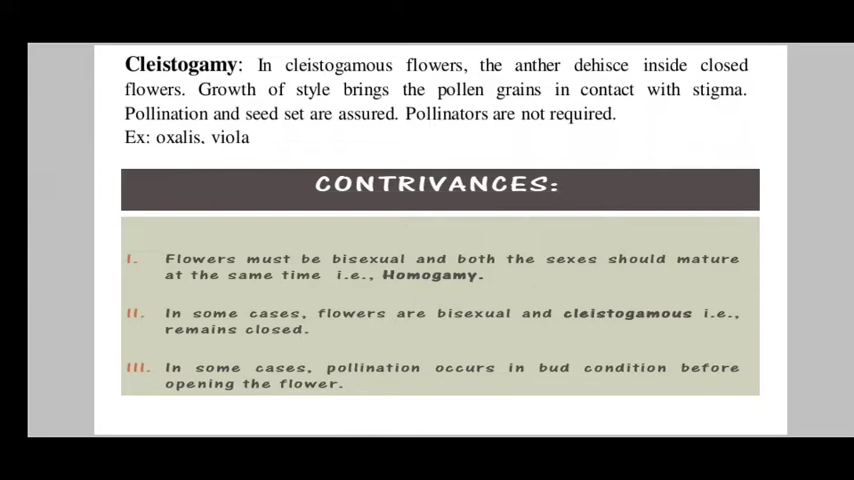 Cleistogamy: In cleistogamous flowers, the anther dehisce inside closed
flowers. Growth of style brings the pollen grains in contact with stigma.
Pollination and seed set are assured. Pollinators are not required.
Ex: oxalis, viola
CONTRIVANCES:
I. Flowers must be bisexual and both the sexes should mature
at the same time i.e., Homogamy.
II. In some cases, flowers are bisexual and cleistogamous i.e.,
remains closed.
III. In some cases, pollination occurs in bud condition before
opening the flower.